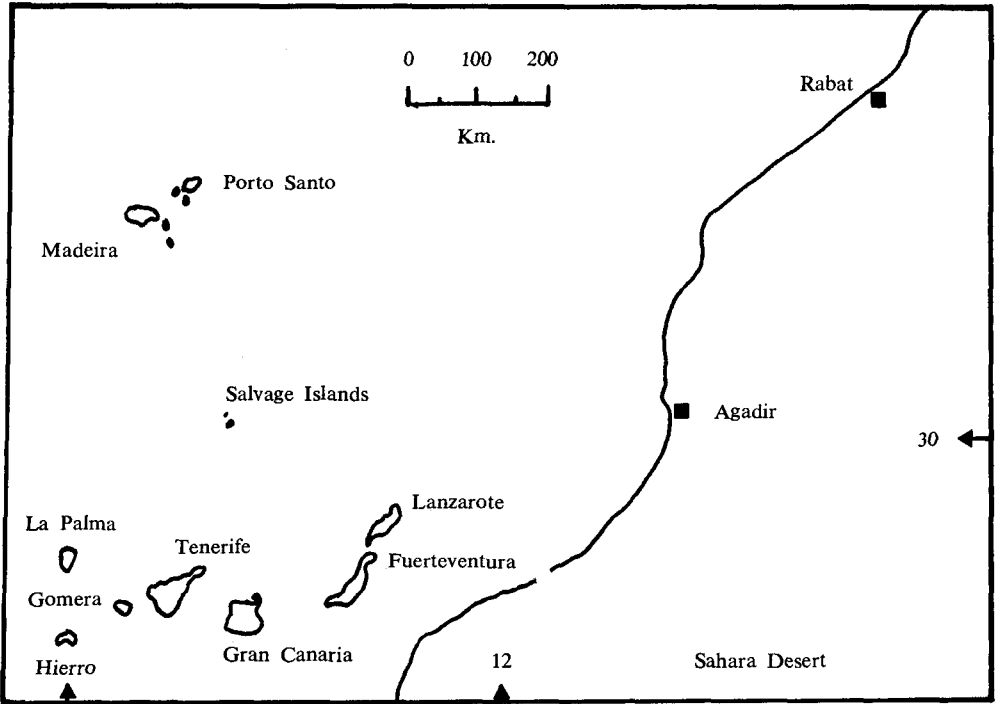 0 100 200
Km.
Rabat
Porto Santo
Madeira
Salvage Islands
Agadir
30
Lanzarote
La Palma
Tenerife
Fuerteventura
Gomera
Gran Canaria
12
Sahara Desert
Hierro